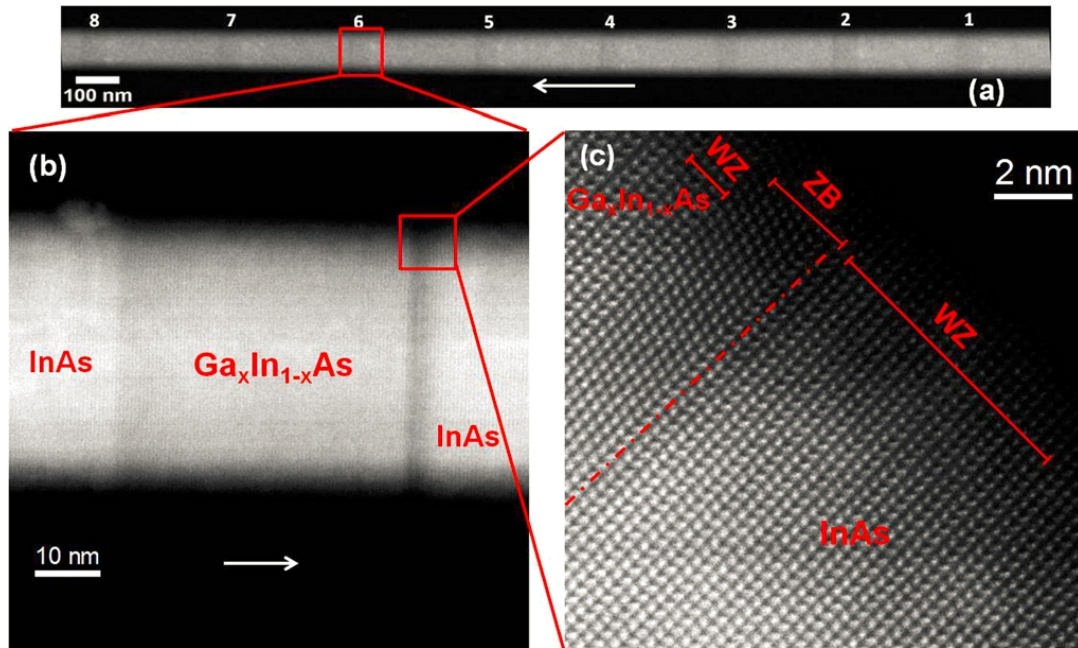 8 7 6 5 4 3 2 1
100 nm
(a)
(b)
InAs
GaₓIn₁₋ₓAs
InAs
10 nm
(c)
WZ
ZB
2 nm
GaₓIn₁₋ₓAs
WZ
InAs